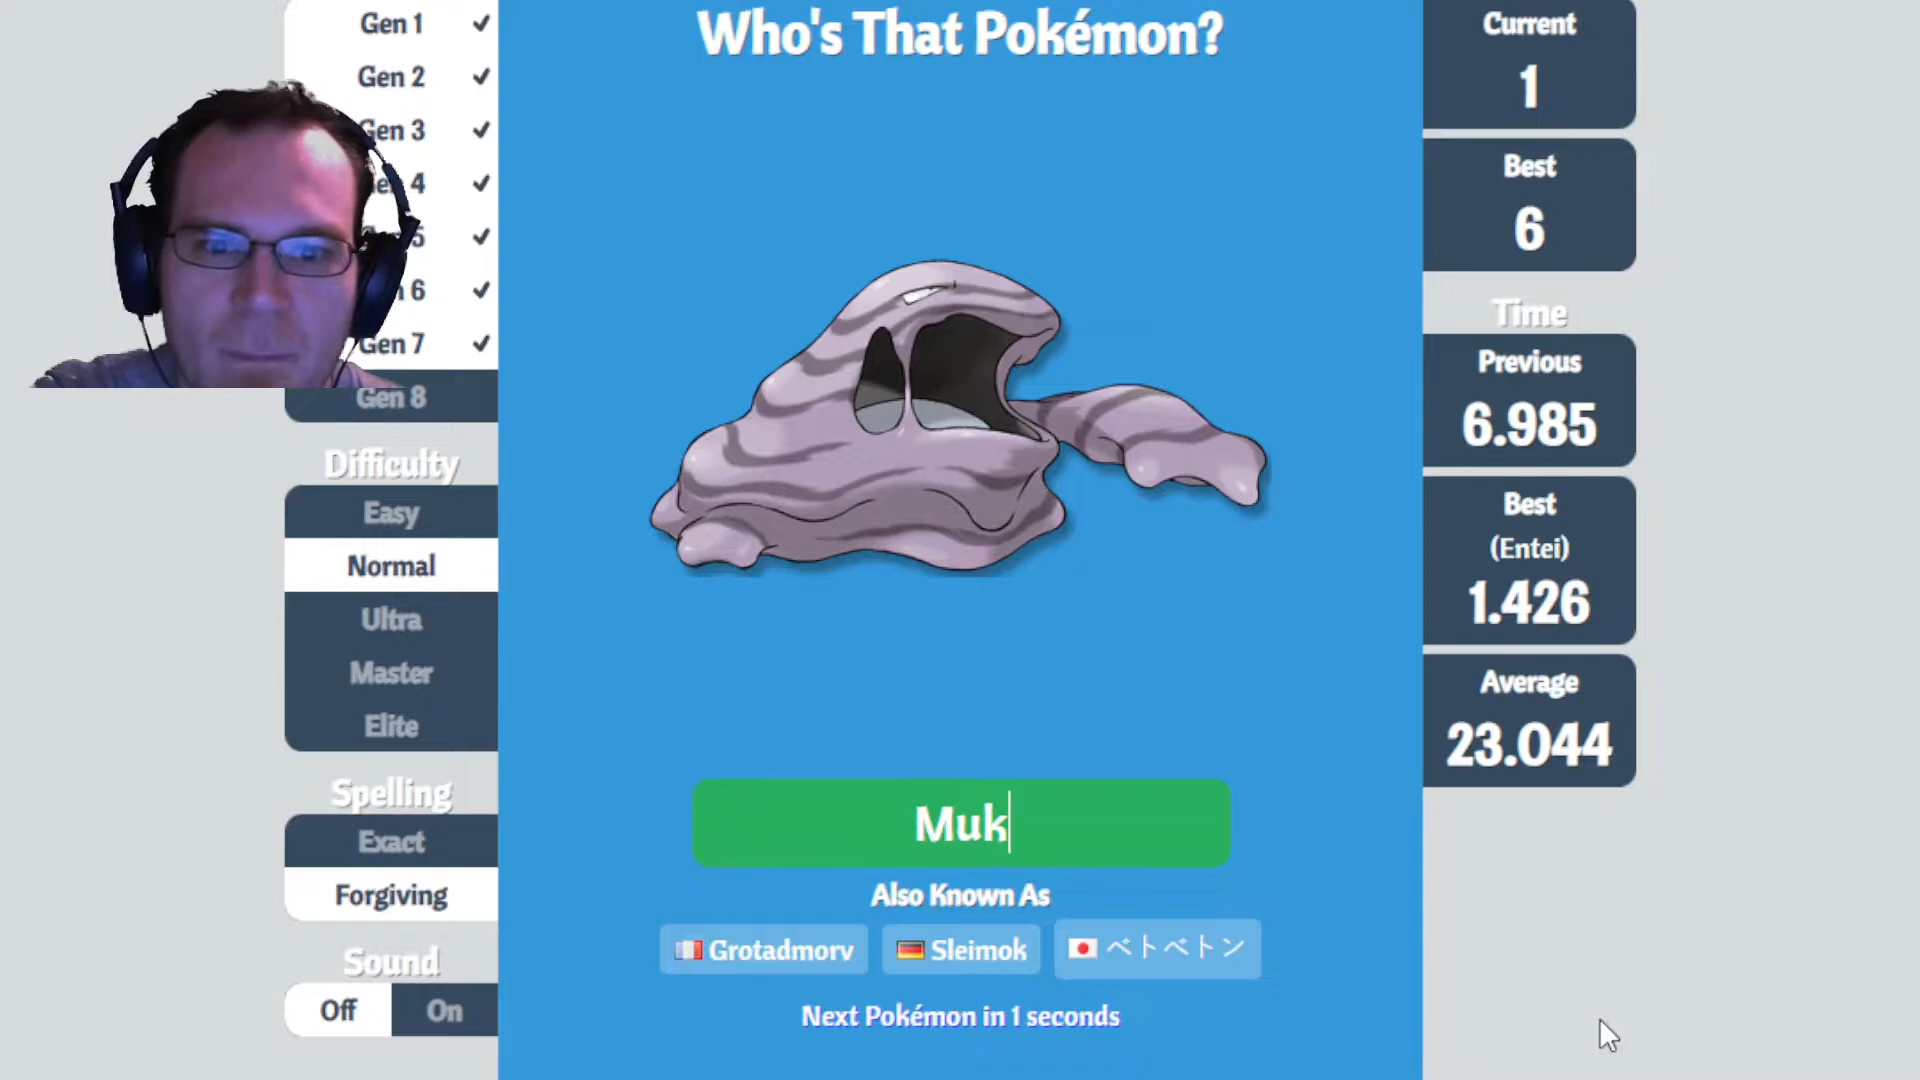 Gen 1
Gen 2
Gen 3
Gen 4
5
6
Gen 7
Gen 8
Difficulty
Easy
Normal
Ultra
Master
Elite
Spelling
Exact
Forgiving
Sound
Off On
Who's That Pokémon?
Muk
Also Known As
Grotadmorv Sleimok ベトベトン
Next Pokémon in 1 seconds
Current
1
Best
6
Time
Previous
6.985
Best
(Entei)
1.426
Average
23.044